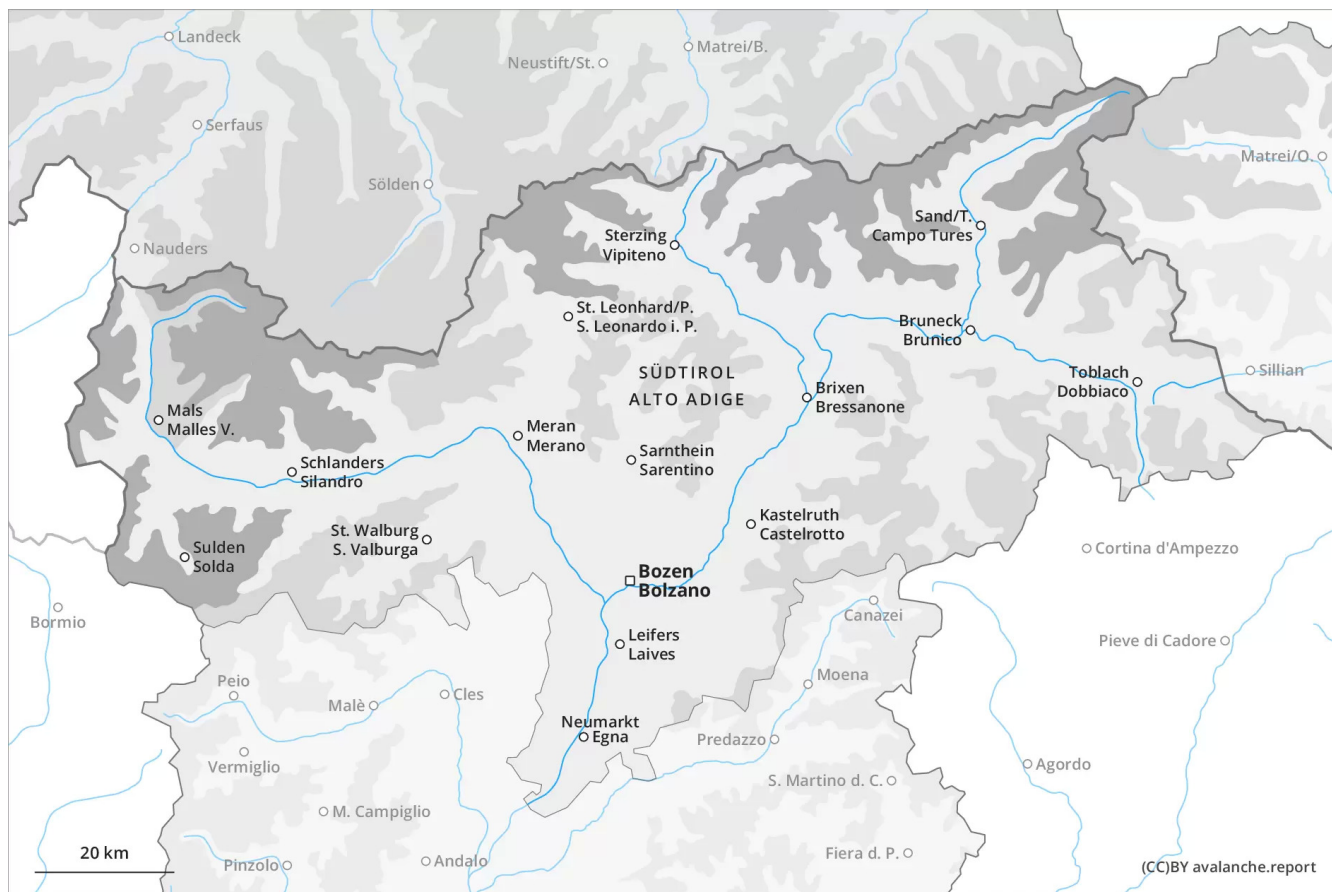 Landeck
Matrei/B.
Neustift/St.
Serfaus
Matrei/O.
Sölden
Sand/T.
Campo Tures
Sterzing
Vipiteno
Nauders
St. Leonhard/P.
S. Leonardo i. P.
Bruneck
Brunico
SÜDTIROL
ALTO ADIGE
Toblach
Dobbiaco
Sillian
Brixen
Bressanone
Mals
Malles V.
Meran
Merano
Sarnthein
Sarentino
Schlanders
Silandro
Kastelruth
Castelrotto
St. Walburg
S. Valburga
Sulden
Solda
Cortina d'Ampezzo
Bozen
Bolzano
Bormio
Canazei
Leifers
Laives
Pieve di Cadore
Peio
Moena
Malè
Cles
Neumarkt
Egna
Predazzo
Vermiglio
Agordo
S. Martino d. C.
M. Campiglio
20 km
Pinzolo
Andalo
Fiera d. P.
(CC)BY avalanche.report